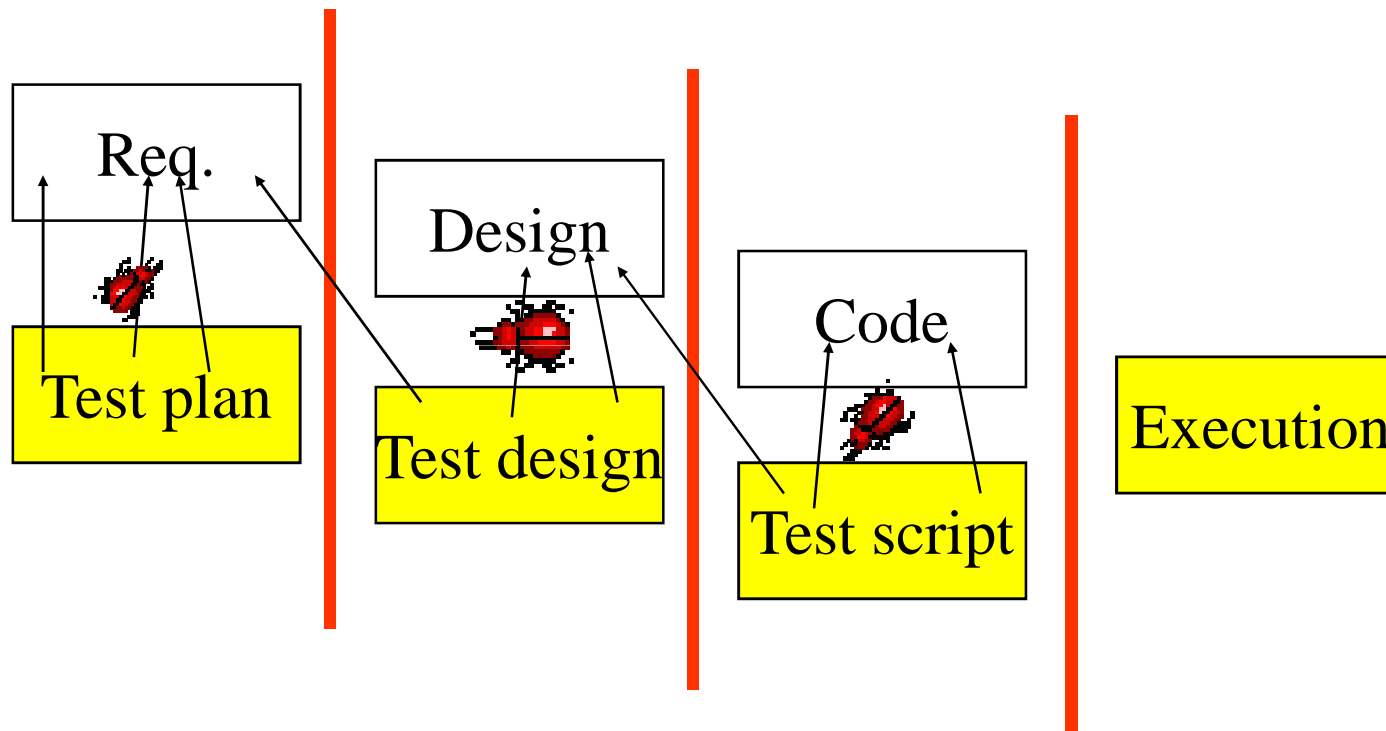 Req.
Test plan
Design
Test design
Code
Test script
Execution